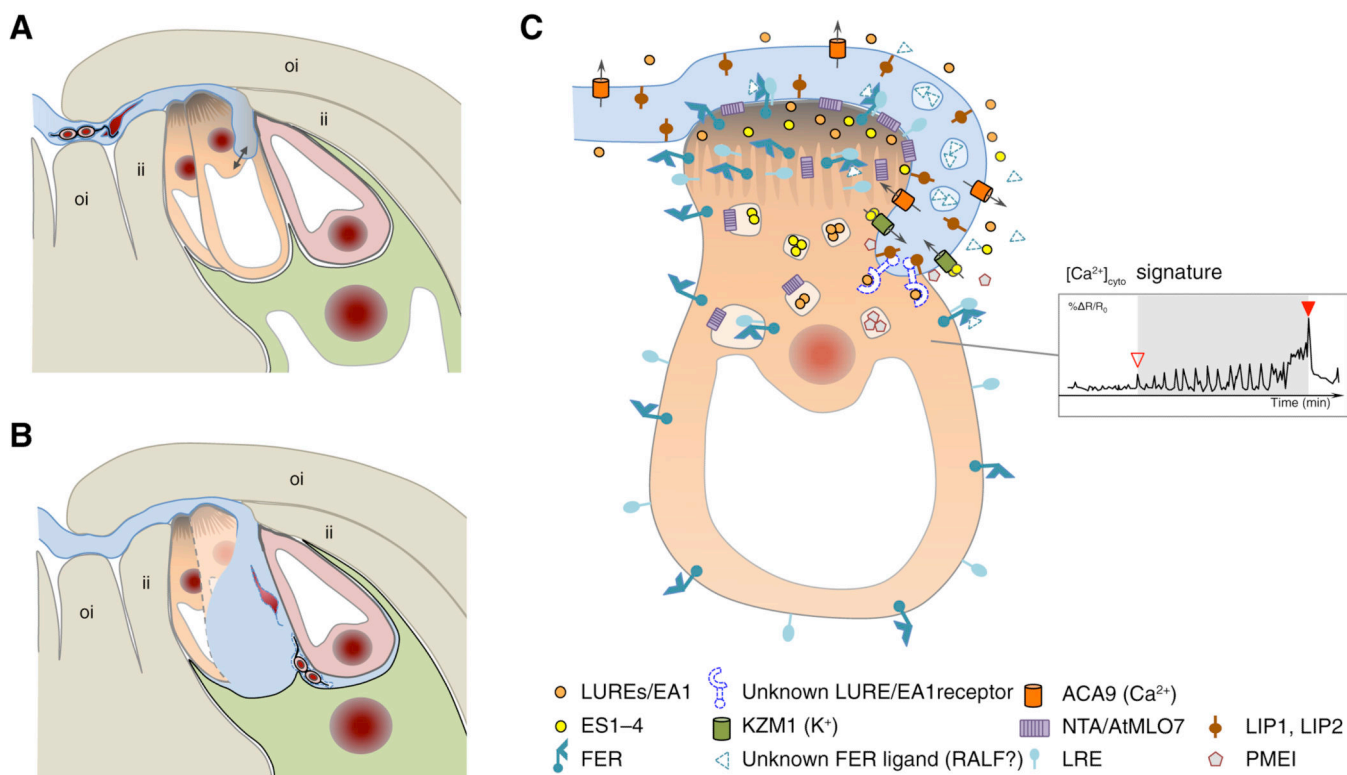 A
oi
ii
ii
oi
B
oi
ii
ii
oi
C
[Ca²⁺]cyto signature
%ΔR/R₀
Time (min)
LUREs/EA1
Unknown LURE/EA1receptor
ACA9 (Ca²⁺)
ES1–4
KZM1 (K⁺)
NTA/AtMLO7
LIP1, LIP2
FER
Unknown FER ligand (RALF?)
LRE
PMEI